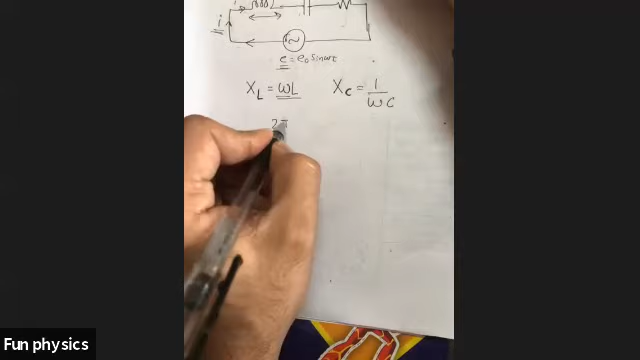 i
e = e₀ sinωt
X_L = ωL X_C = 1/ωC
2π
Fun physics